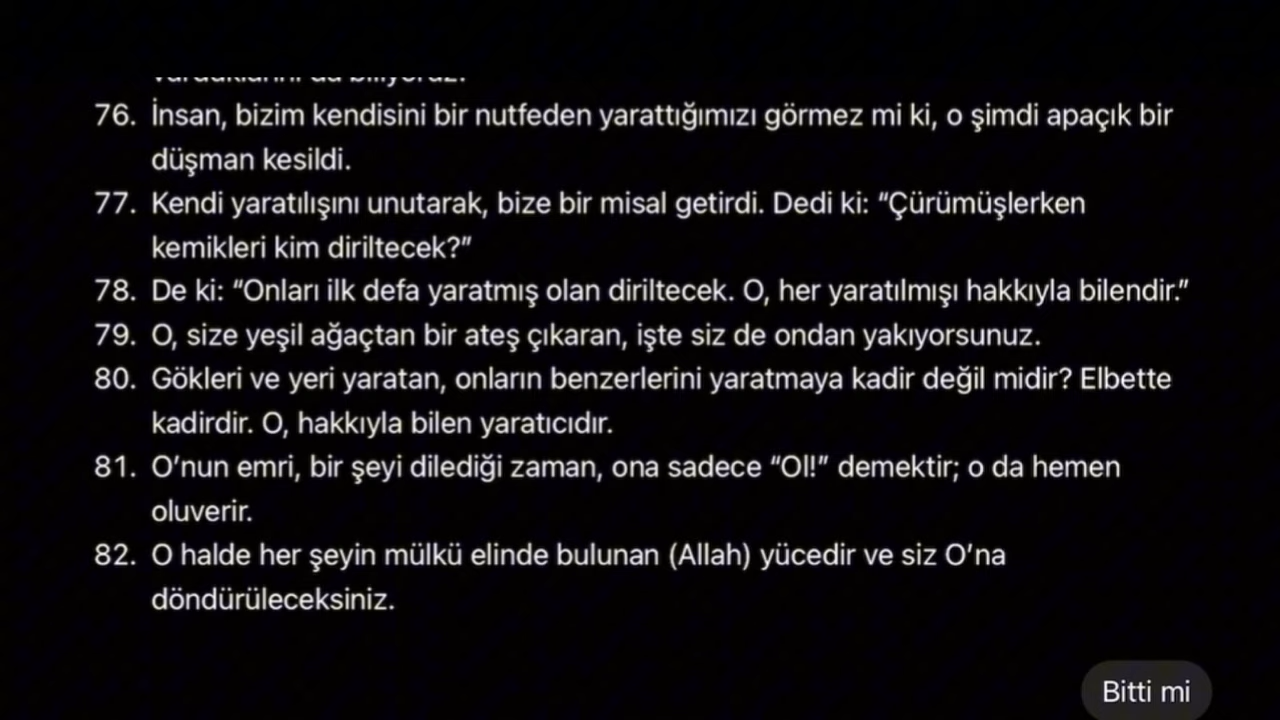 76. İnsan, bizim kendisini bir nutfeden yarattığımızı görmez mi ki, o şimdi apaçık bir
düşman kesildi.
77. Kendi yaratılışını unutarak, bize bir misal getirdi. Dedi ki: “Çürümüşlerken
kemikleri kim diriltecek?”
78. De ki: “Onları ilk defa yaratmış olan diriltecek. O, her yaratılmışı hakkıyla bilendir.”
79. O, size yeşil ağaçtan bir ateş çıkaran, işte siz de ondan yakıyorsunuz.
80. Gökleri ve yeri yaratan, onların benzerlerini yaratmaya kadir değil midir? Elbette
kadirdir. O, hakkıyla bilen yaratıcıdır.
81. O’nun emri, bir şeyi dilediği zaman, ona sadece “Ol!” demektir; o da hemen
oluverir.
82. O halde her şeyin mülkü elinde bulunan (Allah) yücedir ve siz O’na
döndürüleceksiniz.
Bitti mi